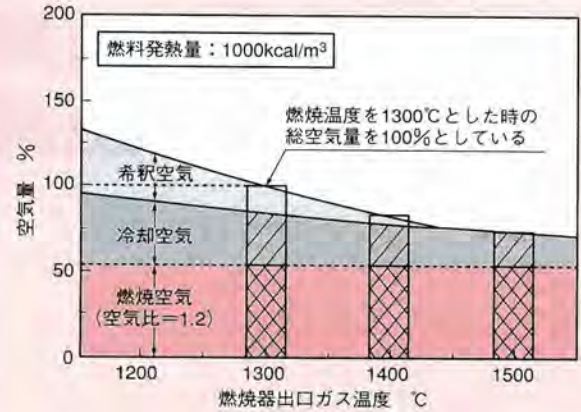 200
150
100
50
0
空気量 %
燃料発熱量：1000kcal/m³
燃焼温度を1300℃とした時の
総空気量を100%としている
希釈空気
冷却空気
燃焼空気
(空気比＝1.2)
1200
1300
1400
1500
燃焼器出口ガス温度 ℃